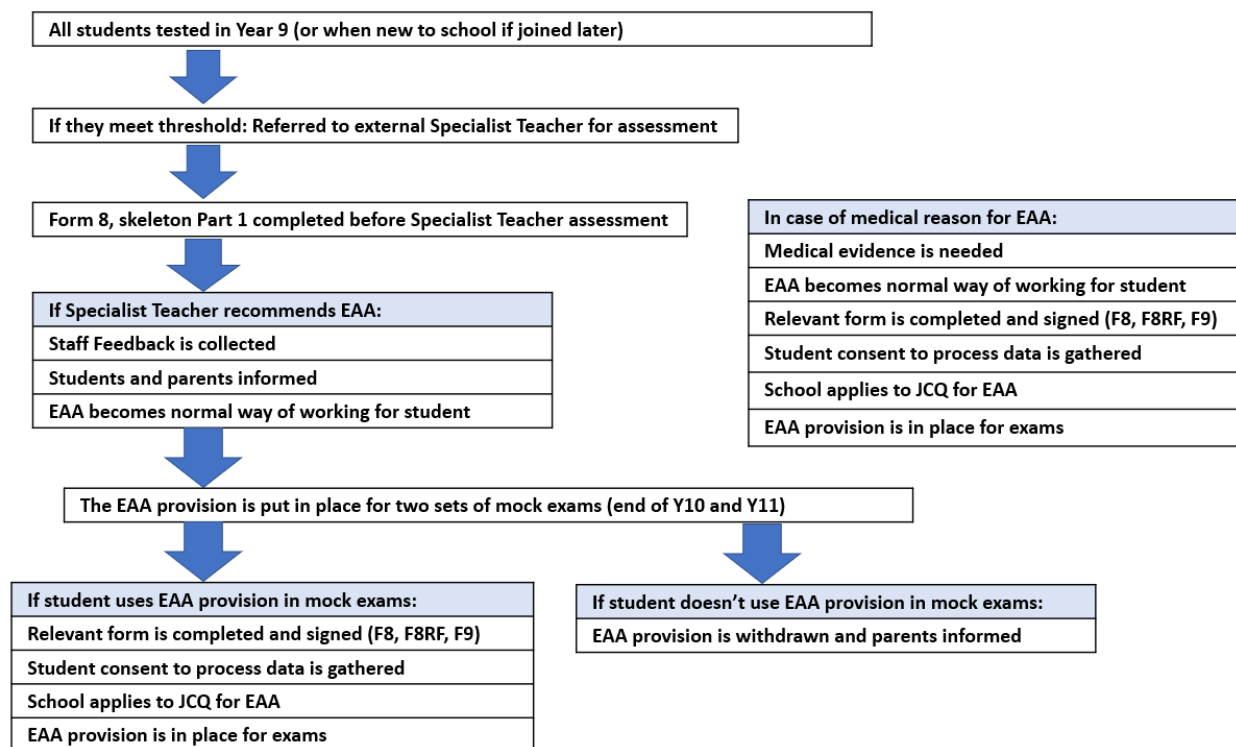 All students tested in Year 9 (or when new to school if joined later)
If they meet threshold: Referred to external Specialist Teacher for assessment
Form 8, skeleton Part 1 completed before Specialist Teacher assessment
If Specialist Teacher recommends EAA:
Staff Feedback is collected
Students and parents informed
EAA becomes normal way of working for student
In case of medical reason for EAA:
Medical evidence is needed
EAA becomes normal way of working for student
Relevant form is completed and signed (F8, F8RF, F9)
Student consent to process data is gathered
School applies to JCQ for EAA
EAA provision is in place for exams
The EAA provision is put in place for two sets of mock exams (end of Y10 and Y11)
If student uses EAA provision in mock exams:
Relevant form is completed and signed (F8, F8RF, F9)
Student consent to process data is gathered
School applies to JCQ for EAA
EAA provision is in place for exams
If student doesn’t use EAA provision in mock exams:
EAA provision is withdrawn and parents informed